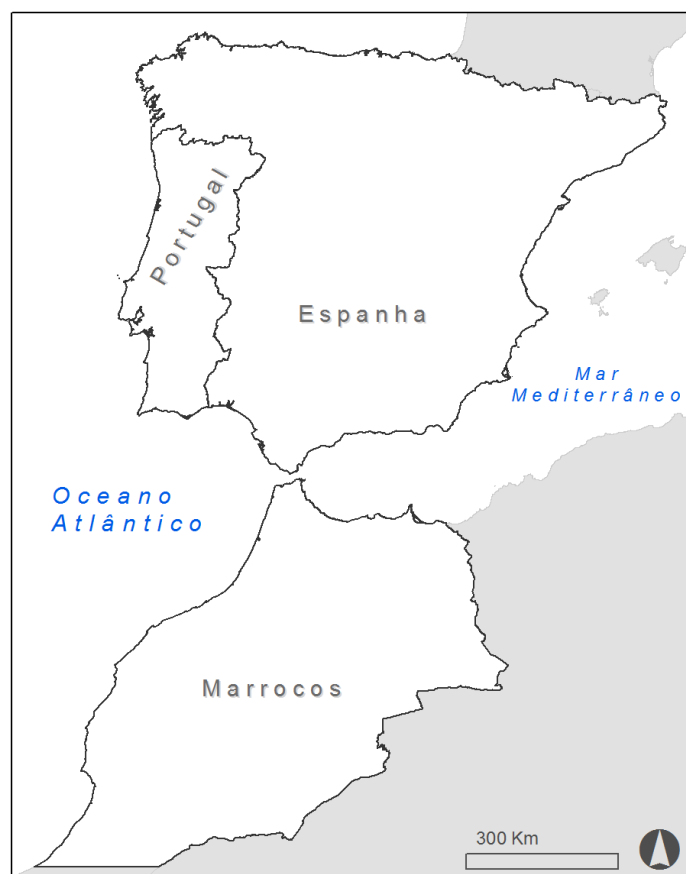 Portugal
Espanha
Mar
Mediterrâneo
Oceano
Atlântico
Marrocos
300 Km